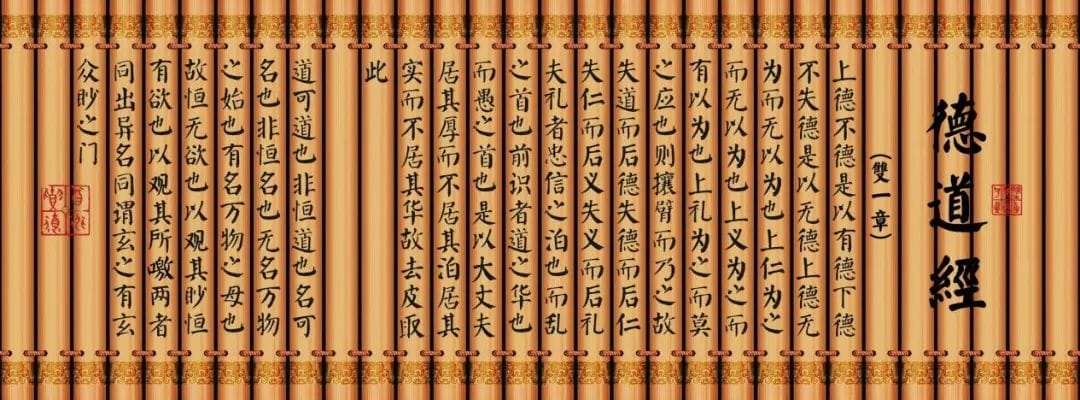 德道經
(雙一章)
上德不德是以有德下德
不失德是以无德上德无
为而无以为也上仁为之
而无以为也上义为之而
有以为也上礼为之而莫
之应也则攘臂而乃之故
失道而后德失德而后仁
失仁而后义失义而后礼
夫礼者忠信之泊也而乱
之首也前识者道之华也
而愚之首也是以大丈夫
居其厚而不居其泊居其
实而不居其华故去皮取
此
道可道也非恒道也名可
名也非恒名也无名万物
之始也有名万物之母也
故恒无欲也以观其眇恒
有欲也以观其所噭两者
同出异名同谓玄之有玄
众眇之门